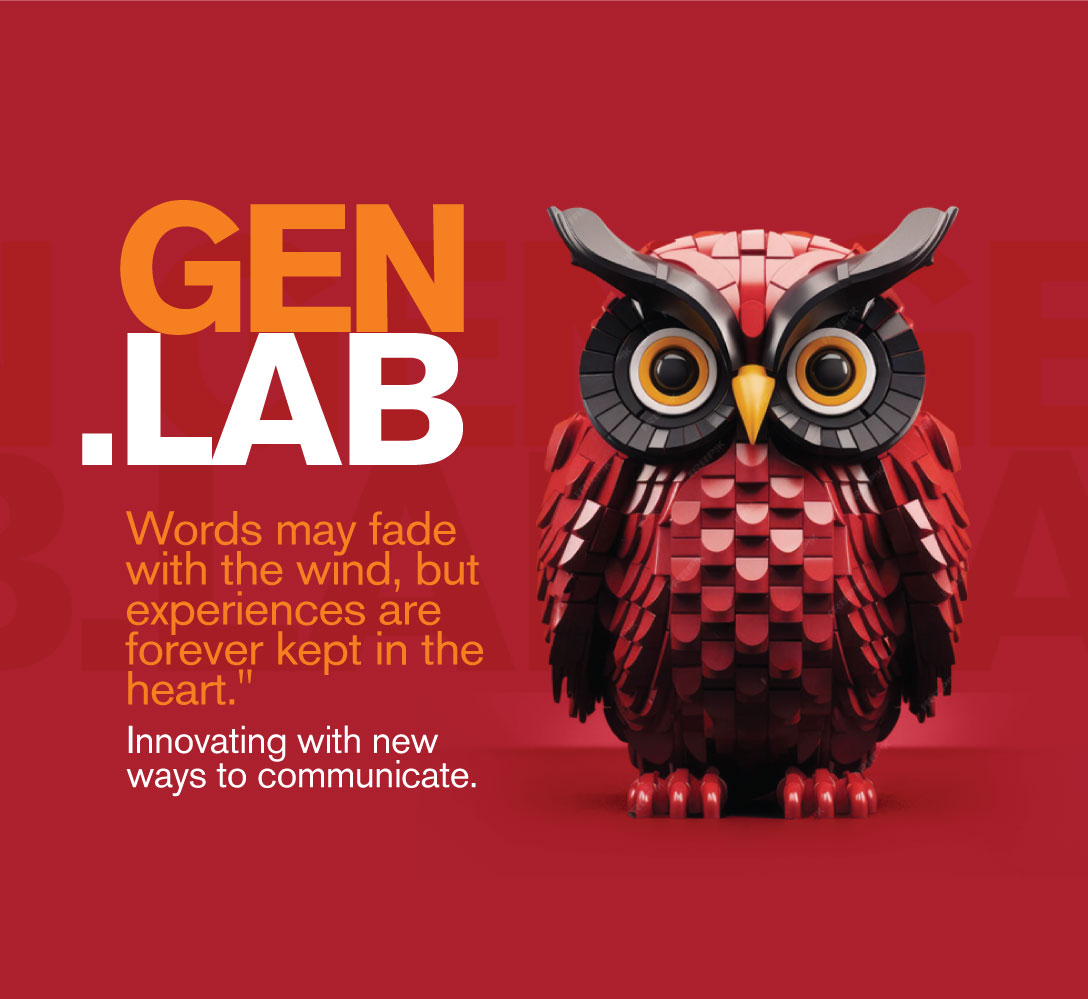 GEN
.LAB
Words may fade
with the wind, but
experiences are
forever kept in the
heart."
Innovating with new
ways to communicate.